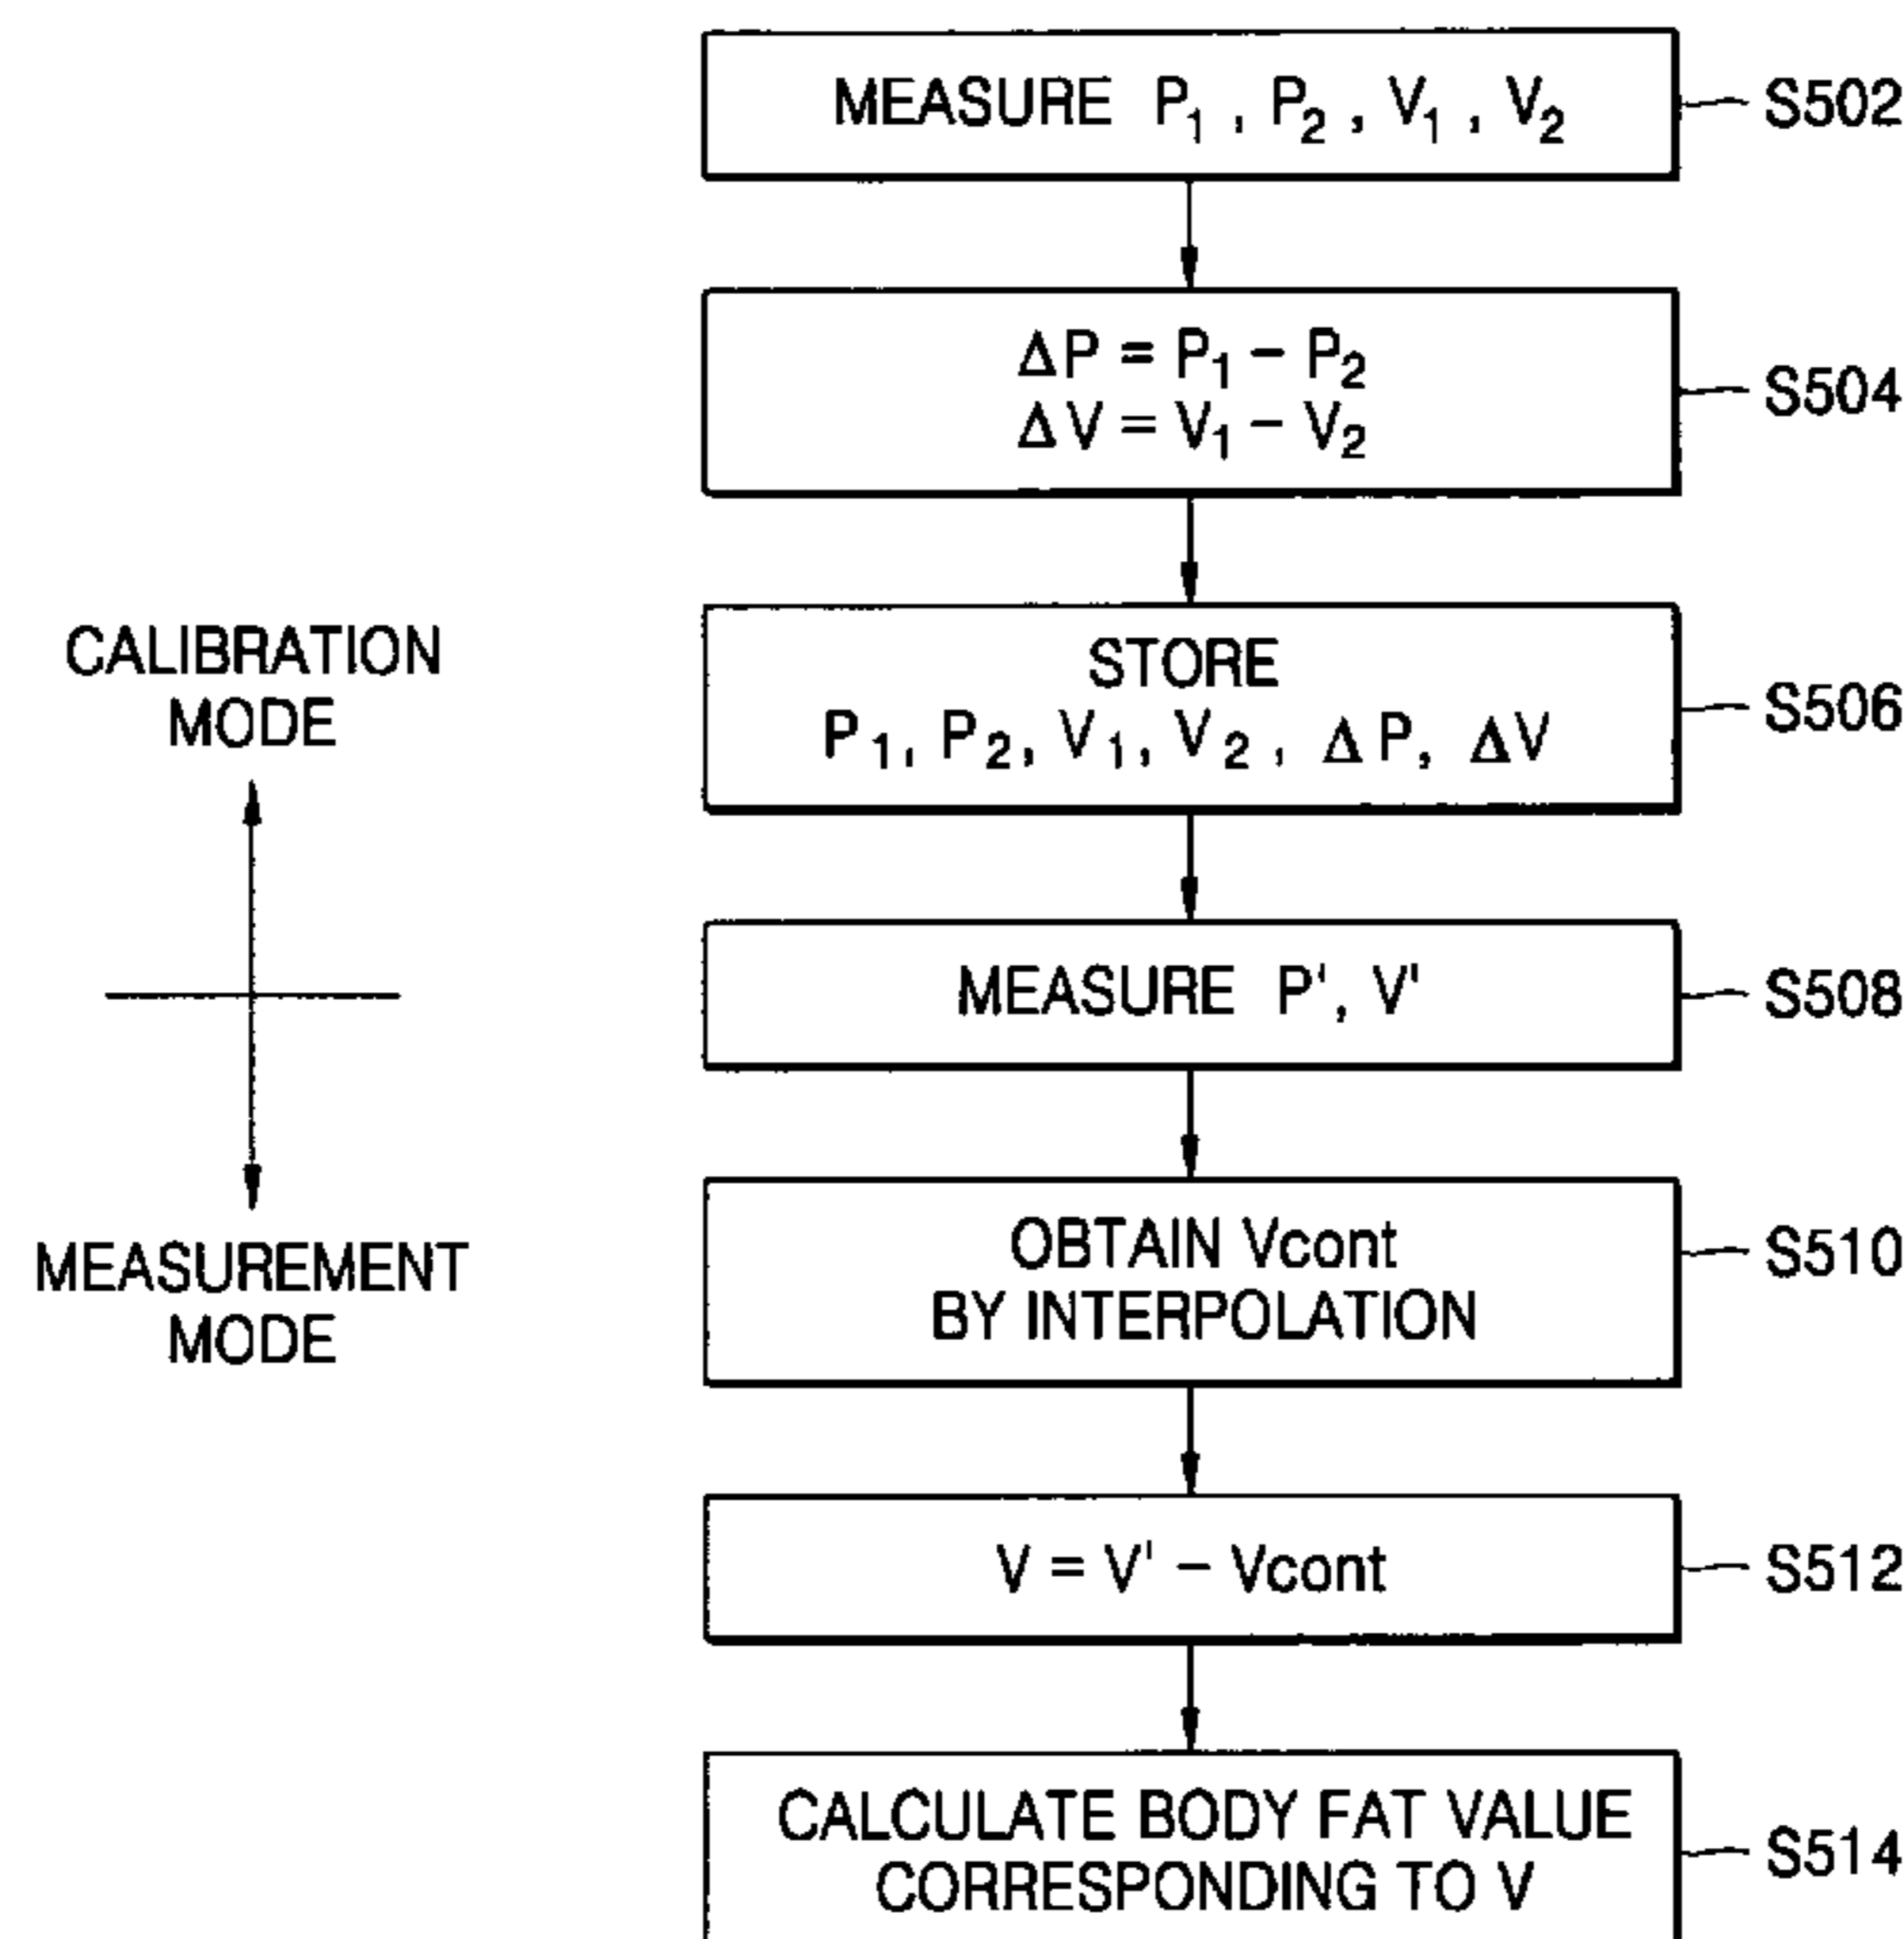 MEASURE P₁, P₂, V₁, V₂
S502
ΔP = P₁ − P₂
ΔV = V₁ − V₂
S504
STORE
P₁, P₂, V₁, V₂, ΔP, ΔV
S506
CALIBRATION
MODE
MEASURE P', V'
S508
MEASUREMENT
MODE
OBTAIN Vcont
BY INTERPOLATION
S510
V = V' − Vcont
S512
CALCULATE BODY FAT VALUE
CORRESPONDING TO V
S514